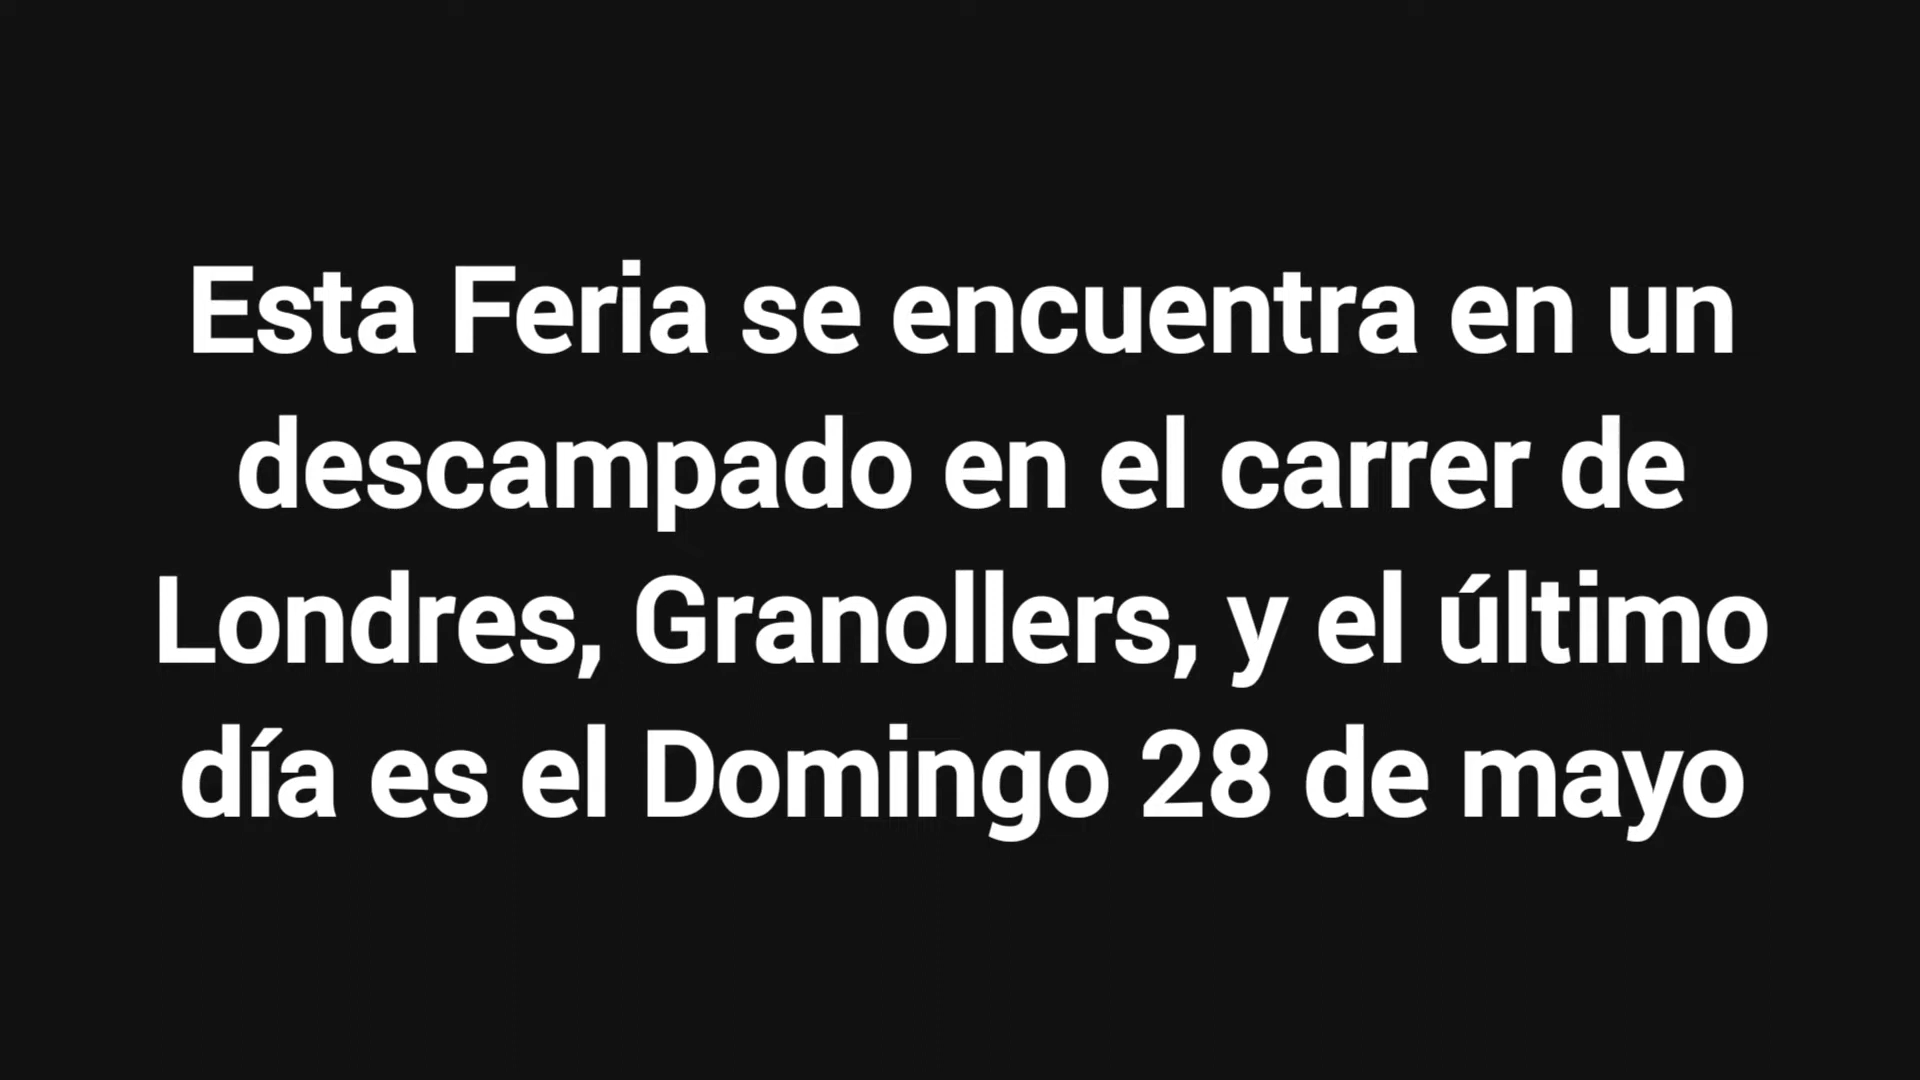 Esta Feria se encuentra en un
descampado en el carrer de
Londres, Granollers, y el último
día es el Domingo 28 de mayo